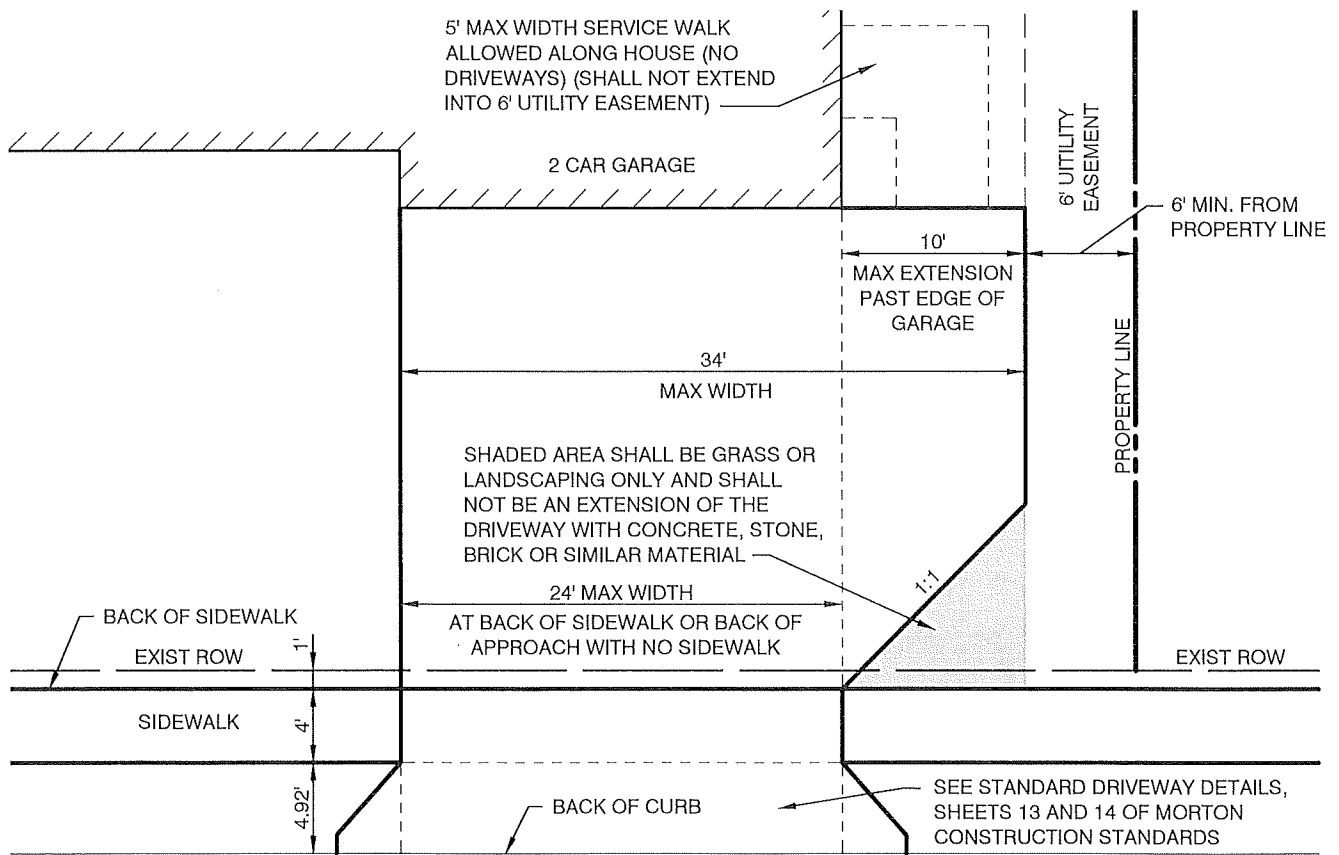 5' MAX WIDTH SERVICE WALK
ALLOWED ALONG HOUSE (NO
DRIVEWAYS) (SHALL NOT EXTEND
INTO 6' UTILITY EASEMENT)
2 CAR GARAGE
6' UITILITY
EASEMENT
6' MIN. FROM
PROPERTY LINE
10'
MAX EXTENSION
PAST EDGE OF
GARAGE
PROPERTY LINE
34'
MAX WIDTH
SHADED AREA SHALL BE GRASS OR
LANDSCAPING ONLY AND SHALL
NOT BE AN EXTENSION OF THE
DRIVEWAY WITH CONCRETE, STONE,
BRICK OR SIMILAR MATERIAL
1:1
24' MAX WIDTH
AT BACK OF SIDEWALK OR BACK OF
APPROACH WITH NO SIDEWALK
BACK OF SIDEWALK
1'
EXIST ROW
EXIST ROW
SIDEWALK
4'
4.92'
BACK OF CURB
SEE STANDARD DRIVEWAY DETAILS,
SHEETS 13 AND 14 OF MORTON
CONSTRUCTION STANDARDS